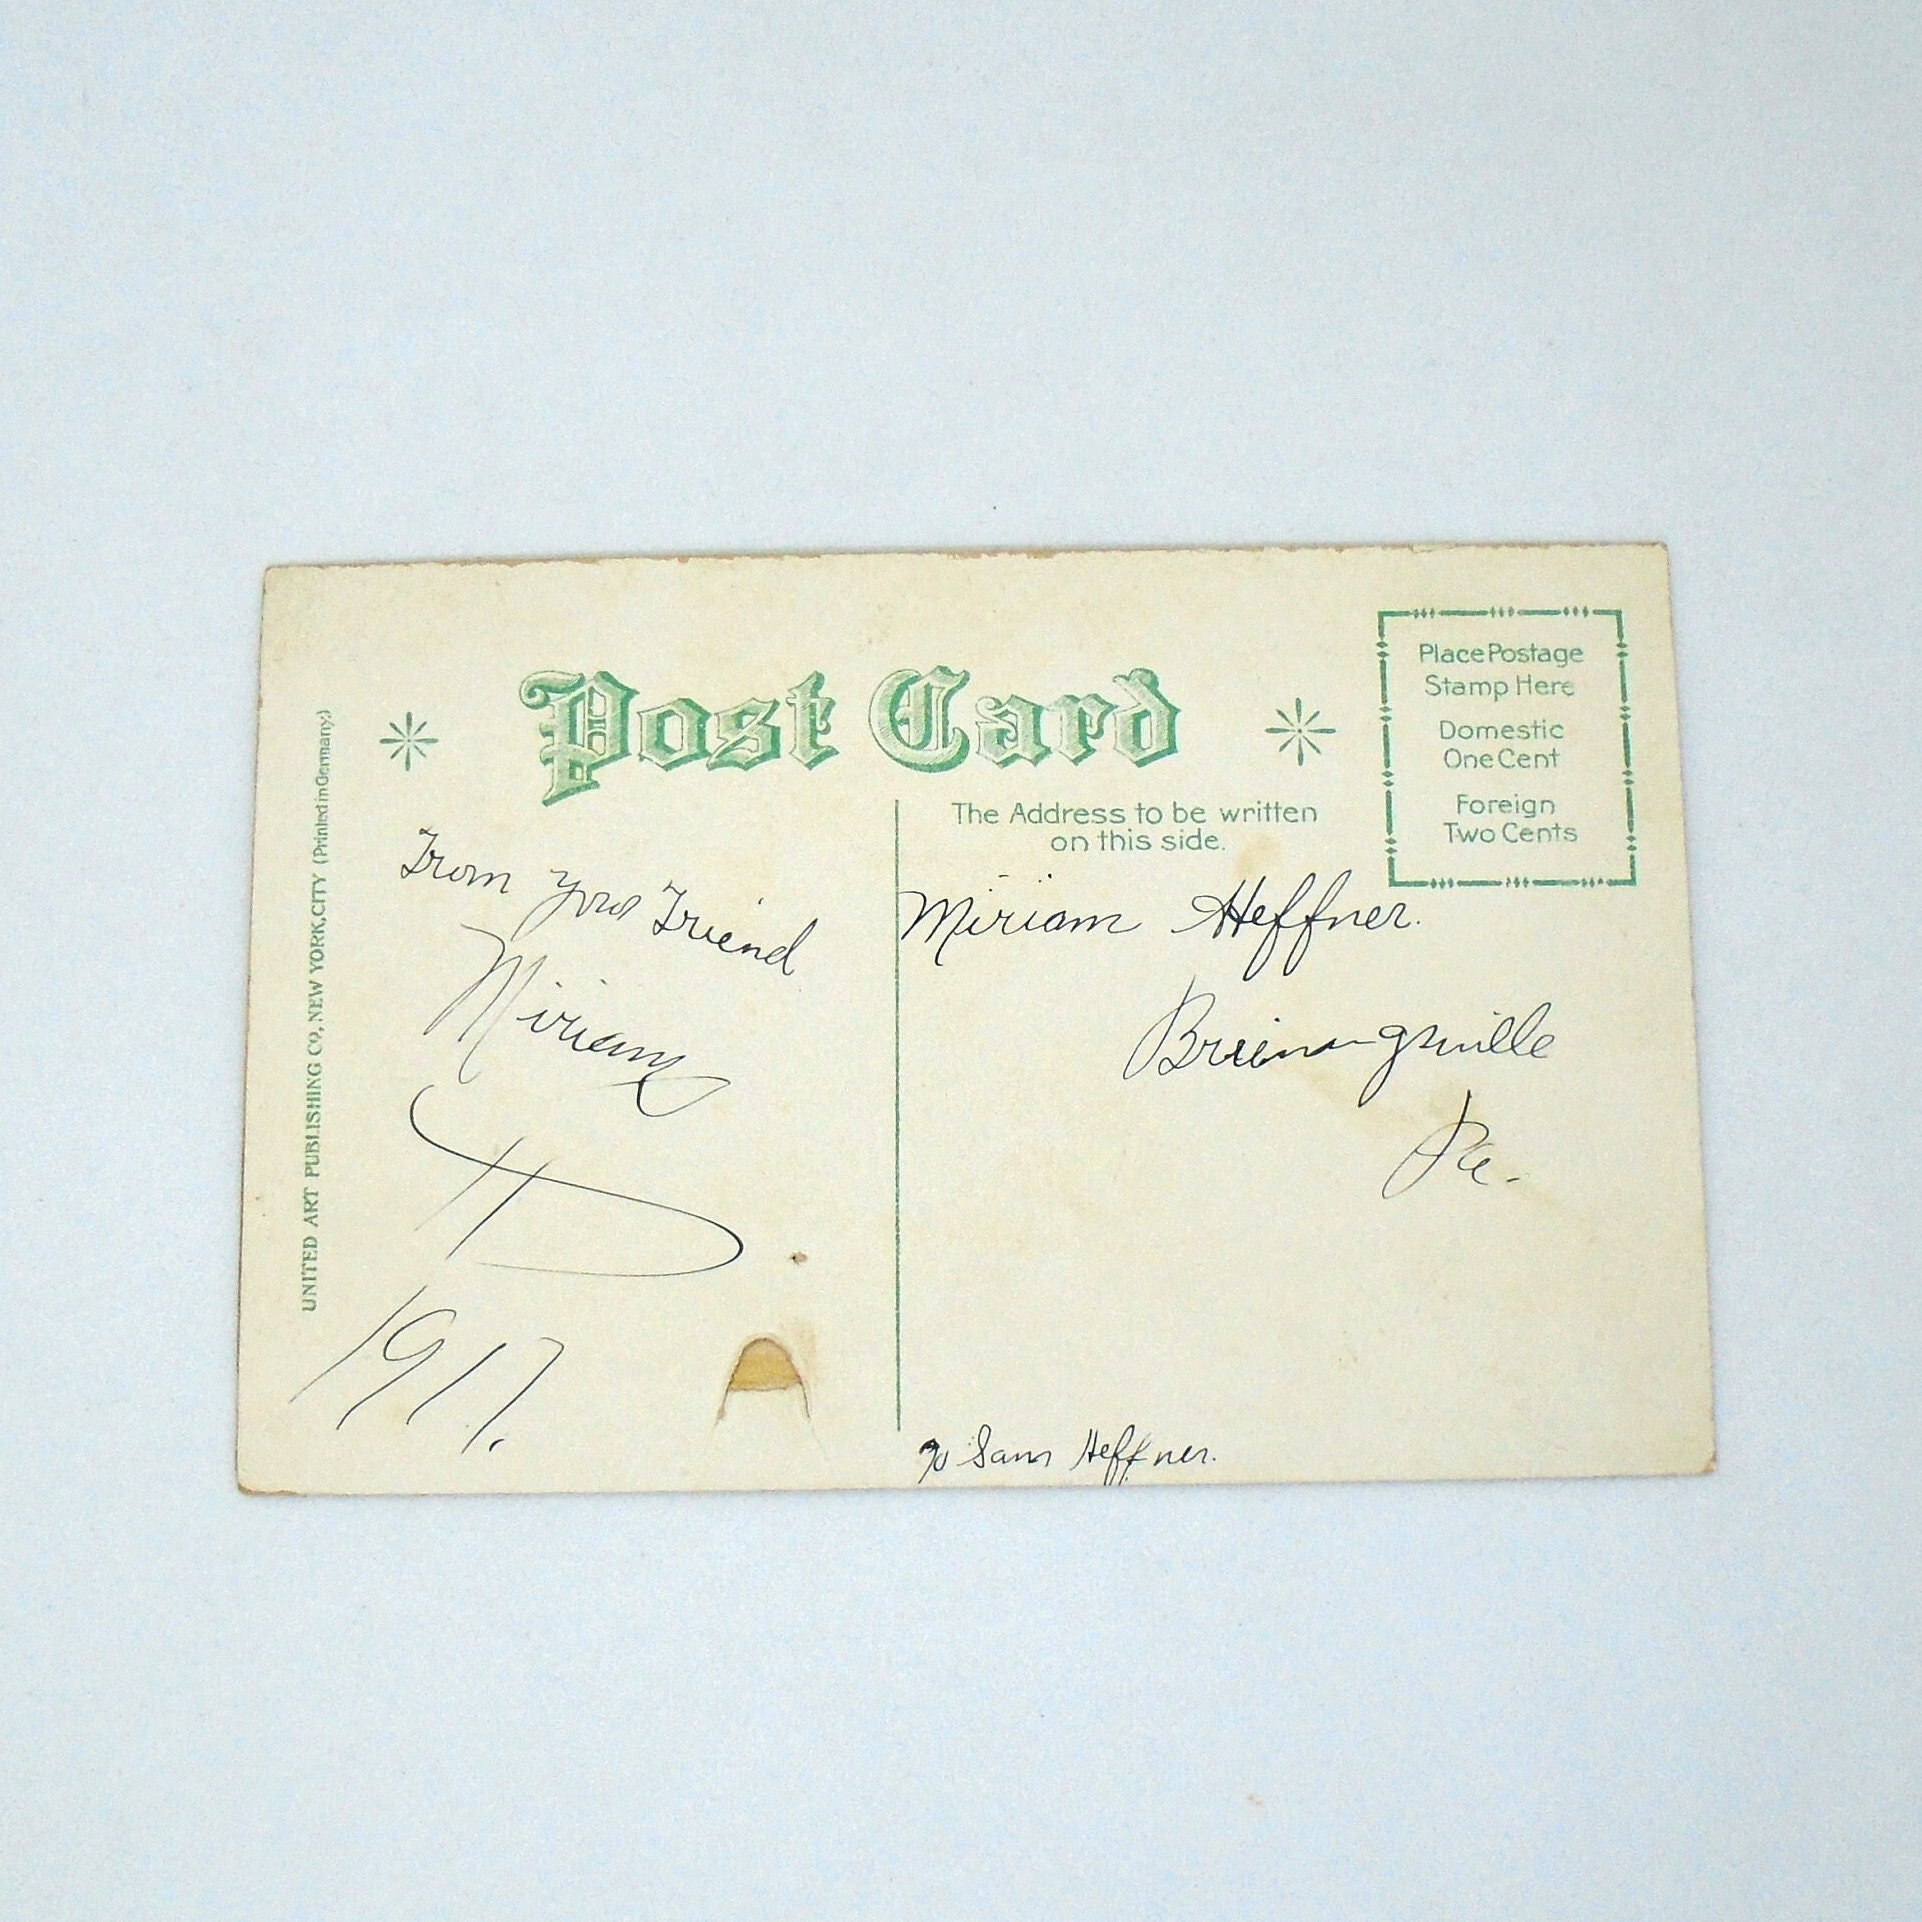 Post Card
Place Postage
Stamp Here
Domestic
One Cent
Foreign
Two Cents
The Address to be written
on this side.
UNITED ART PUBLISHING CO., NEW YORK, CITY (Printed in Germany.)
From your Friend
Miriam
H
1917.
Miriam Heffner.
Pa.
Sam Heffner.